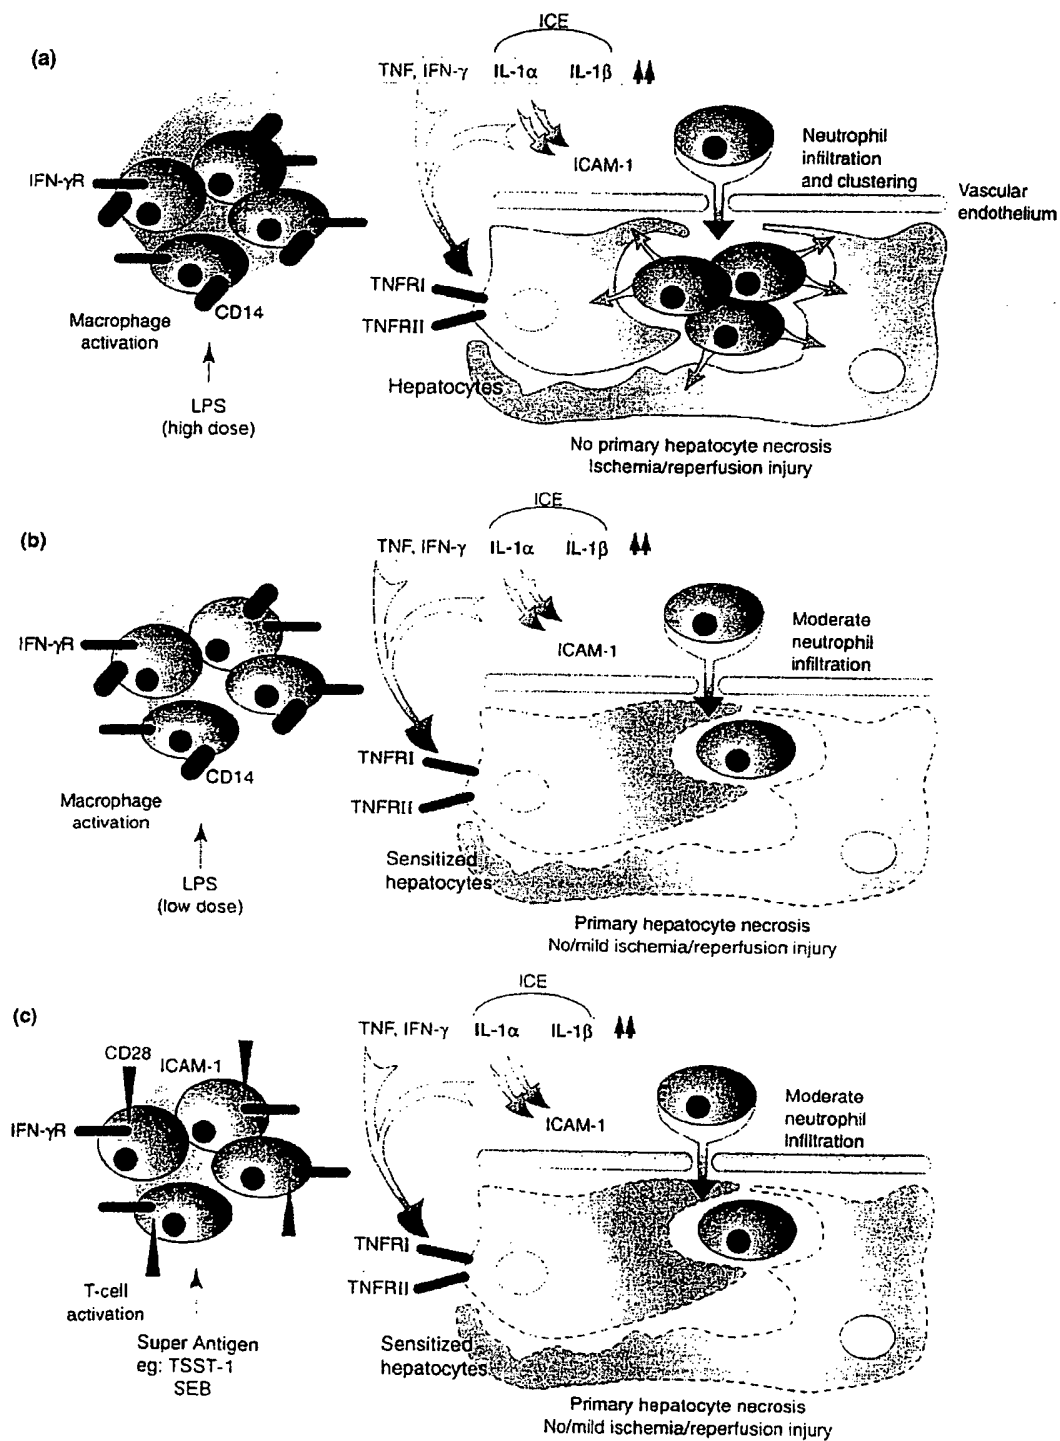 (a)
ICE
TNF, IFN-γ IL-1α IL-1β
ICAM-1
IFN-γR
CD14
Macrophage
activation
LPS
(high dose)
Neutrophil
infiltration
and clustering
Vascular
endothelium
TNFRI
TNFRII
Hepatocytes
No primary hepatocyte necrosis
Ischemia/reperfusion injury
(b)
ICE
TNF, IFN-γ IL-1α IL-1β
ICAM-1
IFN-γR
CD14
Macrophage
activation
LPS
(low dose)
Moderate
neutrophil
infiltration
TNFRI
TNFRII
Sensitized
hepatocytes
Primary hepatocyte necrosis
No/mild ischemia/reperfusion injury
(c)
ICE
TNF, IFN-γ IL-1α IL-1β
ICAM-1
CD28
ICAM-1
IFN-γR
T-cell
activation
Super Antigen
eg: TSST-1
SEB
Moderate
neutrophil
infiltration
TNFRI
TNFRII
Sensitized
hepatocytes
Primary hepatocyte necrosis
No/mild ischemia/reperfusion injury